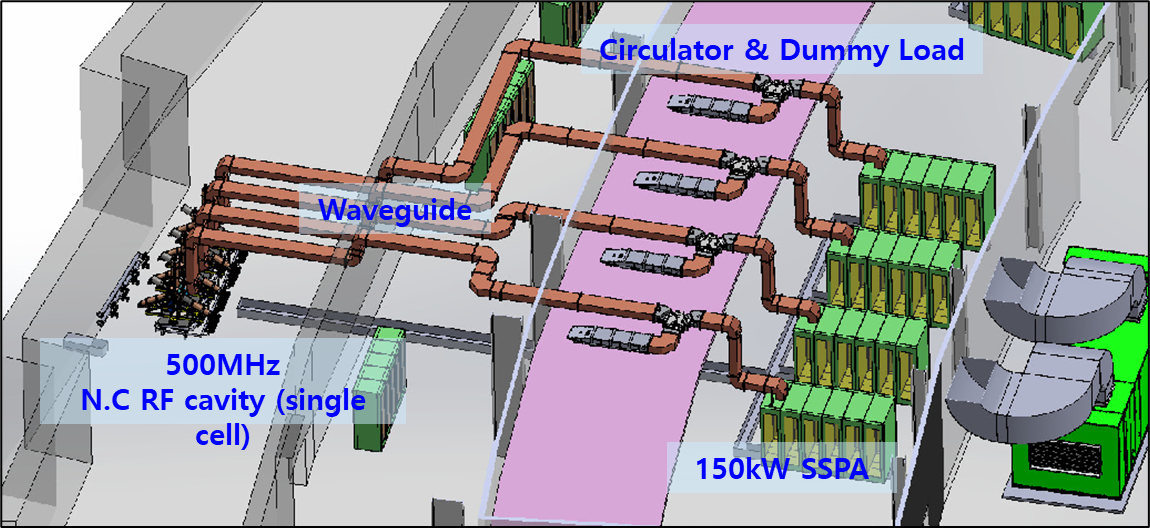 Circulator & Dummy Load
Waveguide
500MHz
N.C RF cavity (single
cell)
150kW SSPA